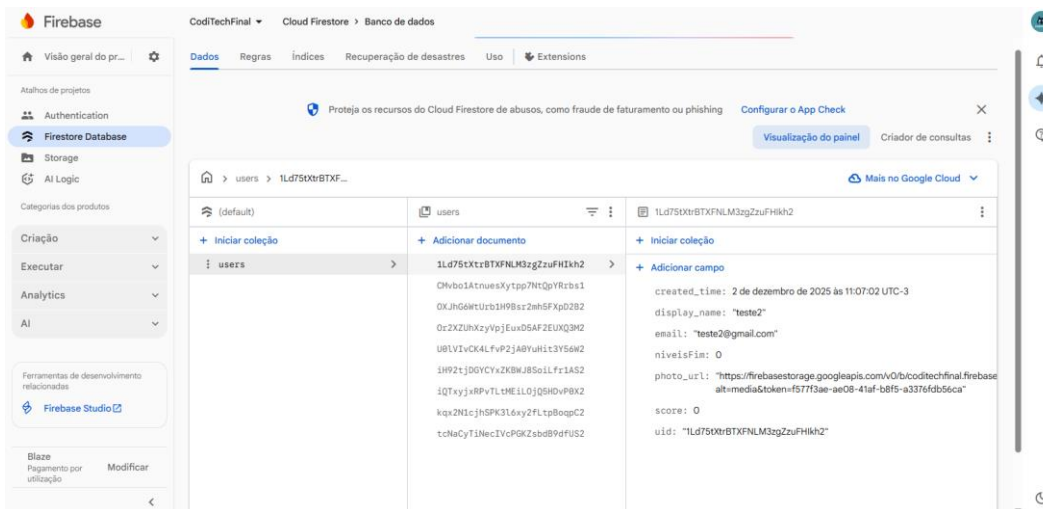 Firebase
CodiTechFinal
Cloud Firestore > Banco de dados
Visão geral do pr...
Dados Regras Índices Recuperação de desastres Uso Extensions
Atalhos de projetos
Authentication
Firestore Database
Storage
AI Logic
Categorias dos produtos
Criação
Executar
Analytics
AI
Ferramentas de desenvolvimento
relacionadas
Firebase Studio
Blaze
Pagamento por
utilização
Modificar
Proteja os recursos do Cloud Firestore de abusos, como fraude de faturamento ou phishing Configurar o App Check
Visualização do painel Criador de consultas
users > 1Ld75tXtrBTXF...
Mais no Google Cloud
(default)
+ Iniciar coleção
users
users
+ Adicionar documento
1Ld75tXtrBTXFNLM3zgZzuFHIkh2
CMvbo1AtnuesXytpp7NtQpYRrbs1
OXJhG6WtUrb1H9Bsr2mh5FXpD2B2
Or2XZUhXzyVpjEuxD5AF2EUXQ3M2
U0lVIvCK4LfvP2jA0YuHit3Y56W2
iH92tjDGYCYxZKBWJ8SoiLfr1AS2
iQTxyjxRPvTLtMEiLOjQ5HDvP0X2
kqx2N1cjhSPK3l6xy2fLtpBoqpC2
tcNaCyTiNecIVcPGKZsbdB9dfUS2
1Ld75tXtrBTXFNLM3zgZzuFHIkh2
+ Iniciar coleção
+ Adicionar campo
created_time: 2 de dezembro de 2025 às 11:07:02 UTC-3
display_name: "teste2"
email: "teste2@gmail.com"
niveisFim: 0
photo_url: "https://firebasestorage.googleapis.com/v0/b/coditechfinal.firebase
alt=media&token=f577f3ae-ae08-41af-b8f5-a3376fdb56ca"
score: 0
uid: "1Ld75tXtrBTXFNLM3zgZzuFHIkh2"